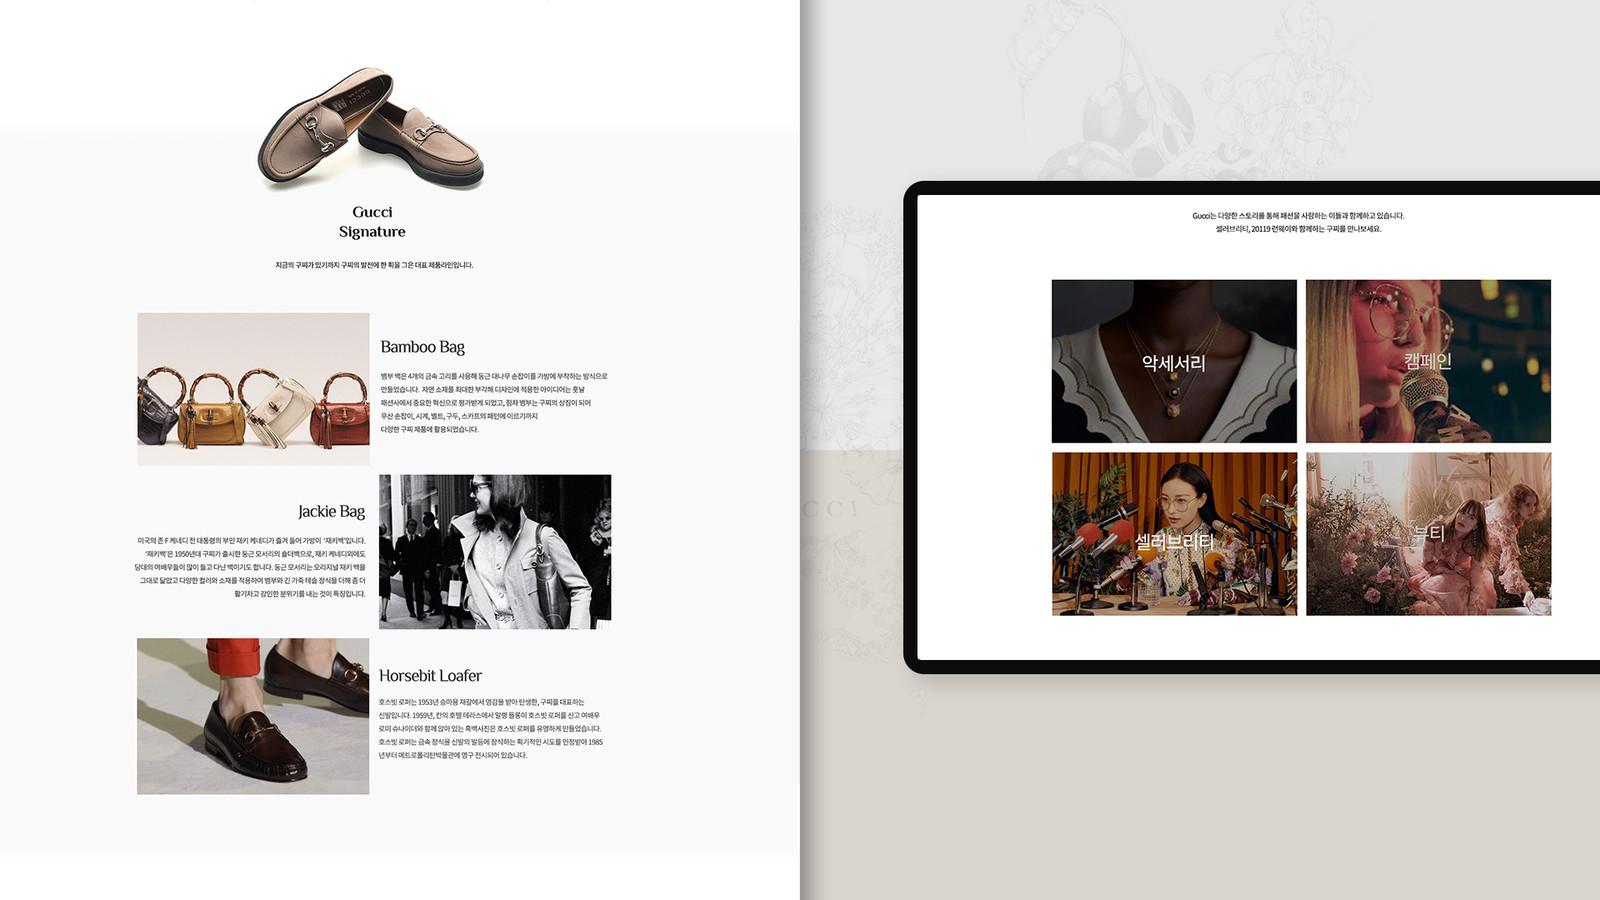 Gucci
Signature
지금의 구찌가 있기까지 구찌의 발전에 한 획을 그은 대표 제품라인입니다.
Bamboo Bag
뱀부 백은 4개의 금속 고리를 사용해 둥근 대나무 손잡이를 가방에 부착하는 방식으로
만들었습니다. 자연 소재를 최대한 부각해 디자인에 적용한 아이디어는 훗날
패션사에서 중요한 혁신으로 평가받게 되었고, 점차 뱀부는 구찌의 상징이 되어
우산 손잡이, 시계, 벨트, 구두, 스카프의 패턴에 이르기까지
다양한 구찌 제품에 활용되었습니다.
Jackie Bag
미국의 존 F 케네디 전 대통령의 부인 재키 케네디가 즐겨 들어 가방이 '재키백'입니다.
'재키백'은 1950년대 구찌가 출시한 둥근 모서리의 숄더백으로, 재키 케네디외에도
당대의 여배우들이 많이 들고 다닌 백이기도 합니다. 둥근 모서리는 오리지널 재키 백을
그대로 닮았고 다양한 컬러와 소재를 적용하여 뱀부와 긴 가죽 테슬 장식을 더해 좀 더
활기차고 강인한 분위기를 내는 것이 특징입니다.
Horsebit Loafer
호스빗 로퍼는 1953년 승마용 재갈에서 영감을 받아 탄생한, 구찌를 대표하는
신발입니다. 1959년, 칸의 호텔 테라스에서 알랭 들롱이 호스빗 로퍼를 신고 여배우
로미 슈나이더와 함께 앉아 있는 흑백사진은 호스빗 로퍼를 유명하게 만들었습니다.
호스빗 로퍼는 금속 장식을 신발의 발등에 장식하는 획기적인 시도를 인정받아 1985
년부터 메트로폴리탄박물관에 영구 전시되어 있습니다.
Gucci는 다양한 스토리를 통해 패션을 사랑하는 이들과 함께하고 있습니다.
셀러브리티, 20119 런웨이와 함께하는 구찌를 만나보세요.
악세서리
캠페인
셀러브리티
뷰티
CCI